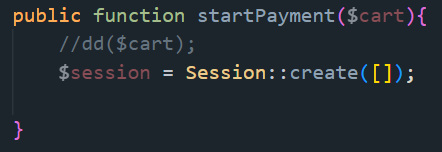 public function startPayment($cart){
//dd($cart);
$session = Session::create([]);
}